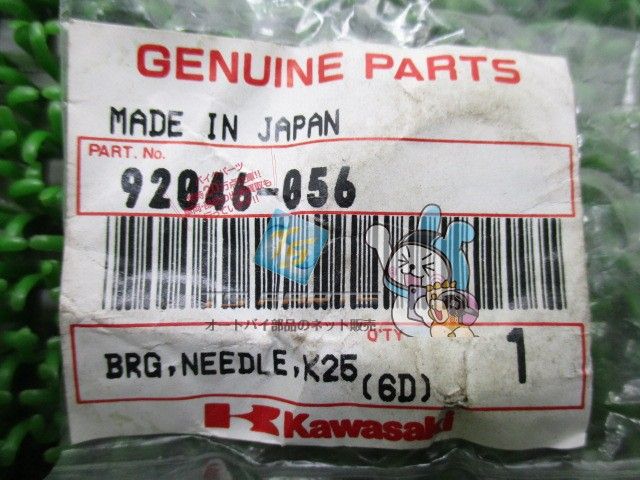 GENUINE PARTS
MADE IN JAPAN
PART. No.
92046-056
オートバイ部品のネット販売
Q'TY
BRG, NEEDLE, K25 (6D)
1
Kawasaki